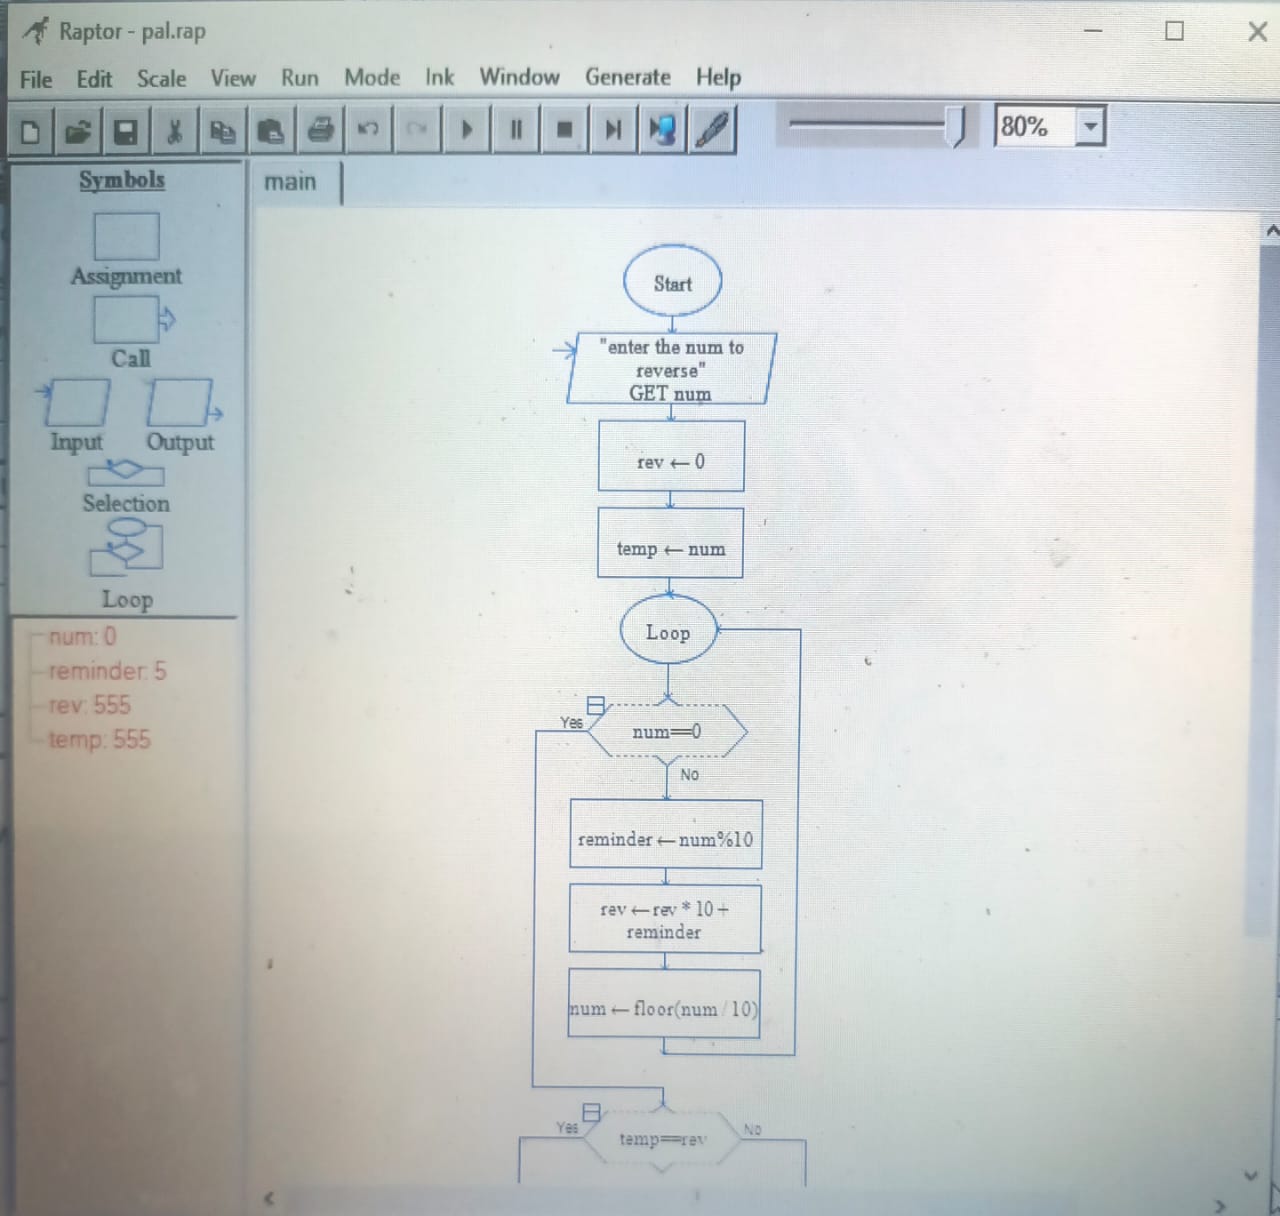 Raptor - pal.rap
File Edit Scale View Run Mode Ink Window Generate Help
80%
Symbols
Assignment
Call
Input Output
Selection
Loop
num: 0
reminder: 5
rev: 555
temp: 555
main
Start
"enter the num to
reverse"
GET num
rev ← 0
temp ← num
Loop
Yes
num==0
No
reminder ← num%10
rev ← rev * 10 +
reminder
num ← floor(num / 10)
Yes
temp==rev
No